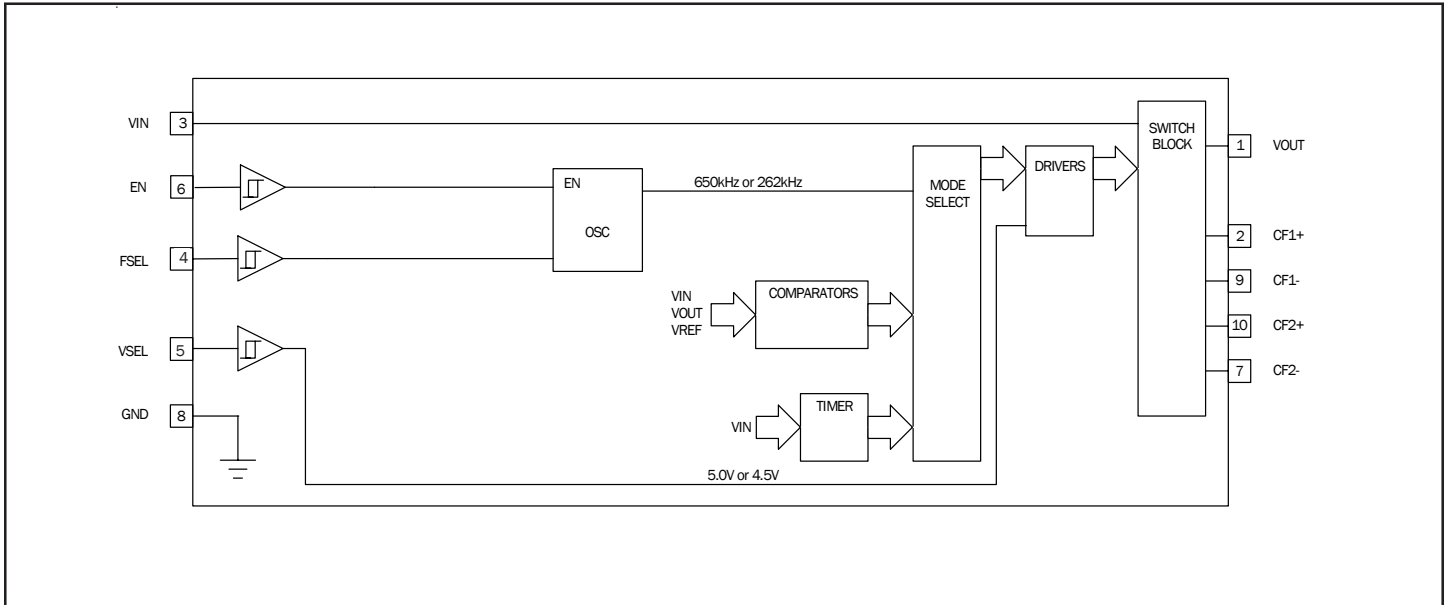 VIN 3
EN 6
FSEL 4
VSEL 5
GND 8
EN
OSC
650kHz or 262kHz
VIN
VOUT
VREF
COMPARATORS
VIN
TIMER
5.0V or 4.5V
MODE
SELECT
DRIVERS
SWITCH
BLOCK
1 VOUT
2 CF1+
9 CF1-
10 CF2+
7 CF2-